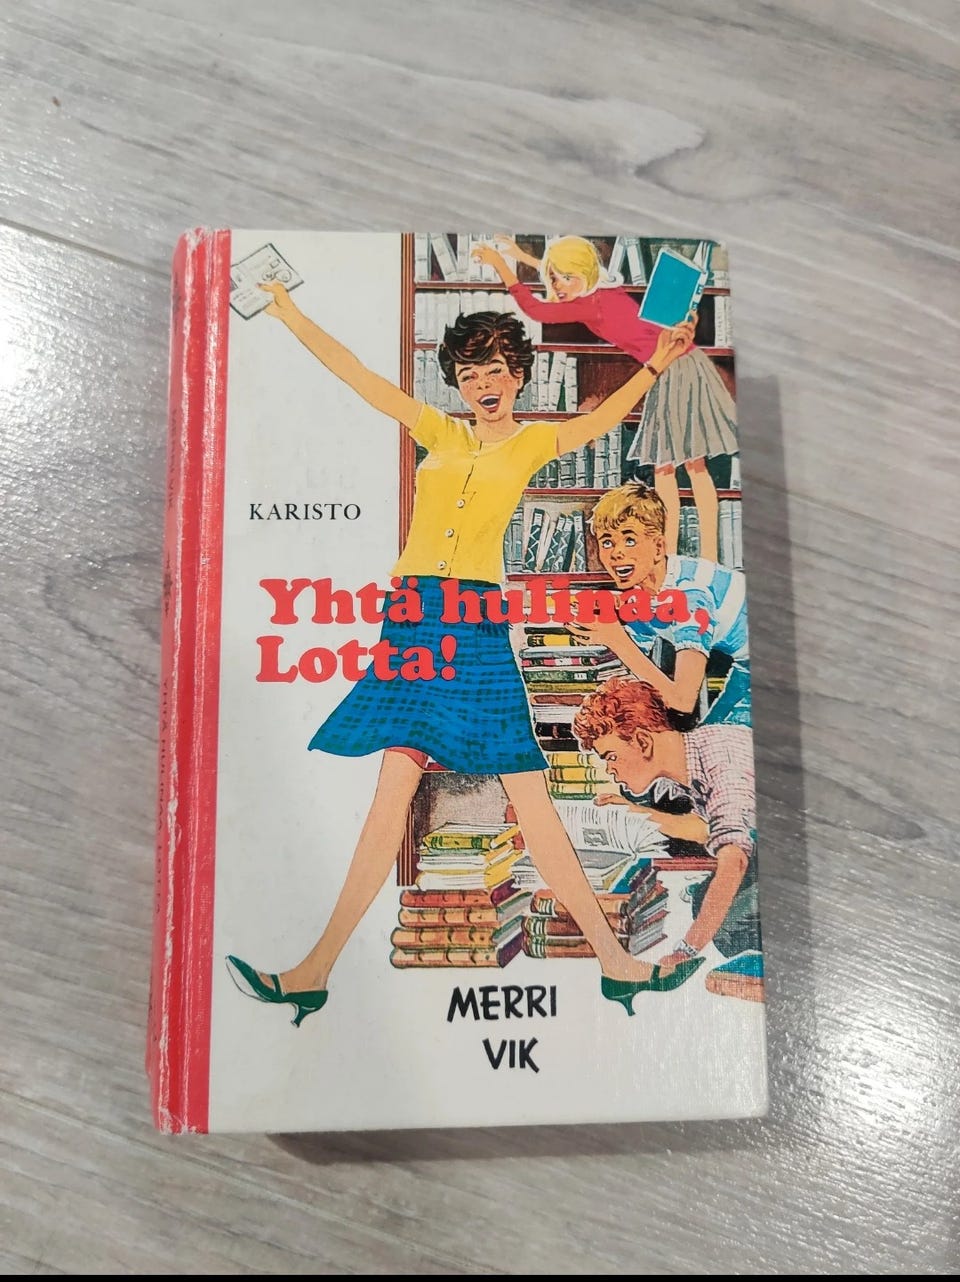 KARISTO
Yhtä hulinaa,
Lotta!
MERRI
VIK